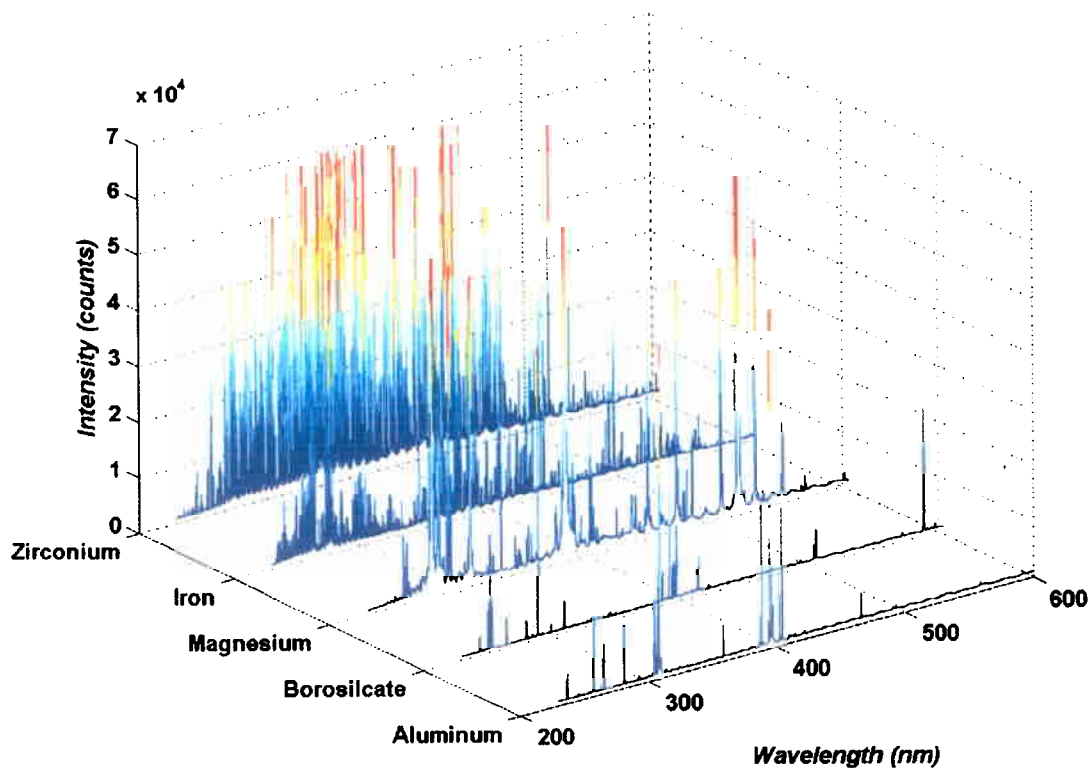 x 10⁴
7
6
5
4
3
2
1
0
Intensity (counts)
Zirconium
Iron
Magnesium
Borosilcate
Aluminum
200
300
400
500
600
Wavelength (nm)